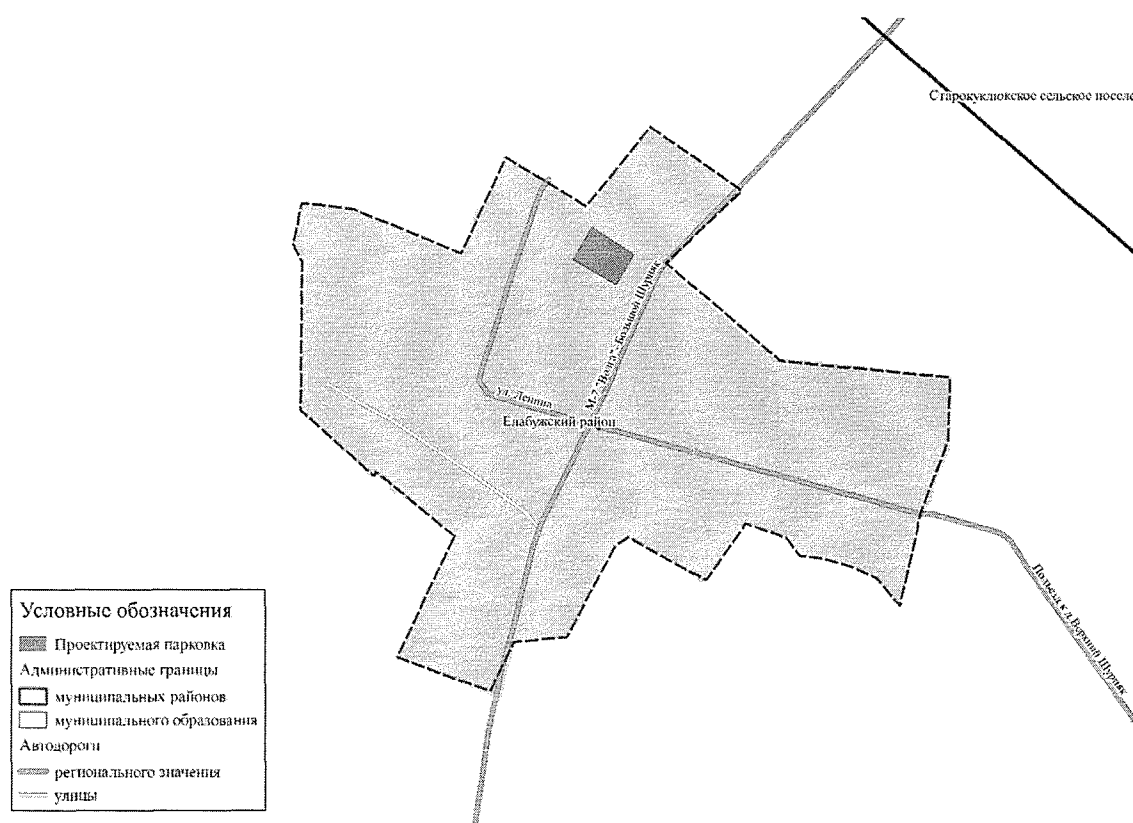 Старокуклюкское сельское поселе
М-7 "Волга"- Большой Шурняк
ул. Ленина
Елабужский район
Подъезд к д Верхний Шурняк
Условные обозначения
Проектируемая парковка
Административные границы
муниципальных районов
муниципального образования
Автодороги
регионального значения
улицы